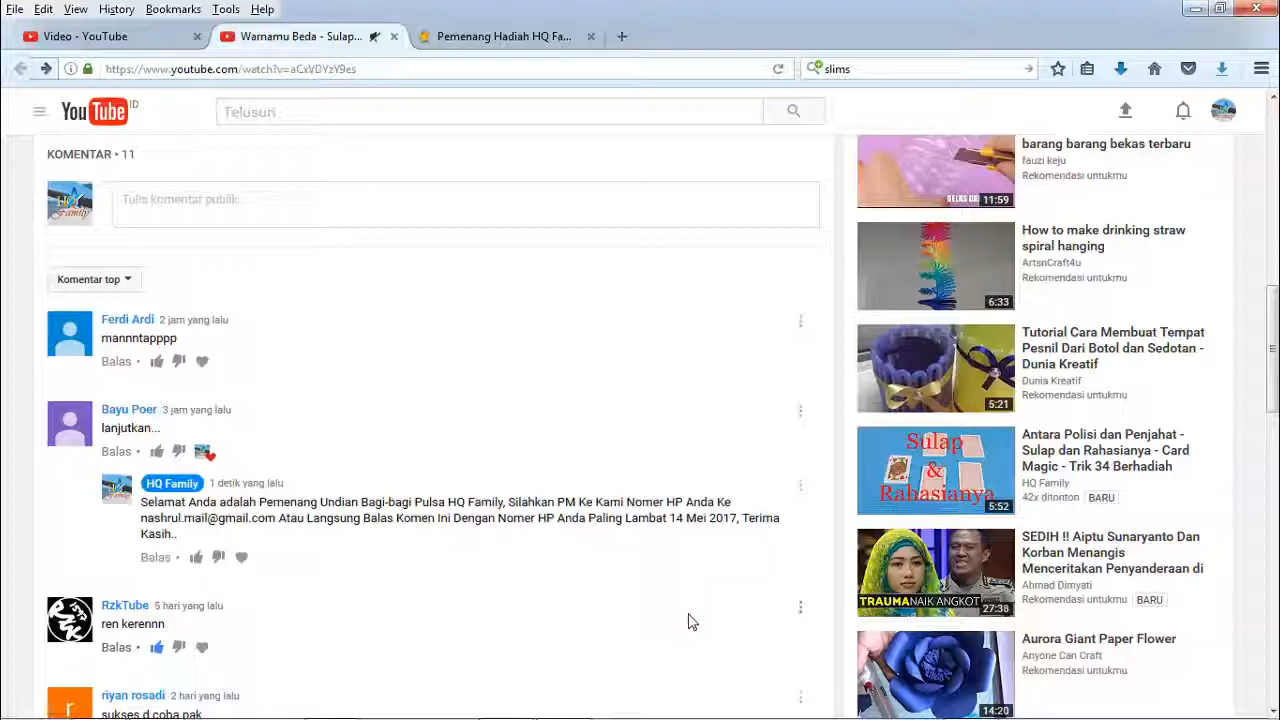 File Edit View History Bookmarks Tools Help
Video - YouTube
Warnamu Beda - Sulap...
Pemenang Hadiah HQ Fa...
https://www.youtube.com/watch?v=aCxVDYzY9es
slims
YouTube ID
Telusuri
KOMENTAR • 11
HQ Family
Tulis komentar publik...
Komentar top
Ferdi Ardi 2 jam yang lalu
mannntapppp
Balas
Bayu Poer 3 jam yang lalu
lanjutkan...
Balas
HQ Family 1 detik yang lalu
Selamat Anda adalah Pemenang Undian Bagi-bagi Pulsa HQ Family, Silahkan PM Ke Kami Nomer HP Anda Ke
nashrul.mail@gmail.com Atau Langsung Balas Komen Ini Dengan Nomer HP Anda Paling Lambat 14 Mei 2017, Terima
Kasih..
Balas
RzkTube 5 hari yang lalu
ren kerennn
Balas
riyan rosadi 2 hari yang lalu
sukses d coba pak
barang barang bekas terbaru
fauzi keju
Rekomendasi untukmu
11:59
How to make drinking straw
spiral hanging
ArtsnCraft4u
Rekomendasi untukmu
6:33
Tutorial Cara Membuat Tempat
Pesnil Dari Botol dan Sedotan -
Dunia Kreatif
Dunia Kreatif
Rekomendasi untukmu
5:21
Sulap
&
Rahasianya
5:52
Antara Polisi dan Penjahat -
Sulap dan Rahasianya - Card
Magic - Trik 34 Berhadiah
HQ Family
42x ditonton BARU
TRAUMA NAIK ANGKOT
27:38
SEDIH !! Aiptu Sunaryanto Dan
Korban Menangis
Menceritakan Penyanderaan di
Ahmad Dimyati
Rekomendasi untukmu BARU
Aurora Giant Paper Flower
Anyone Can Craft
Rekomendasi untukmu
14:20